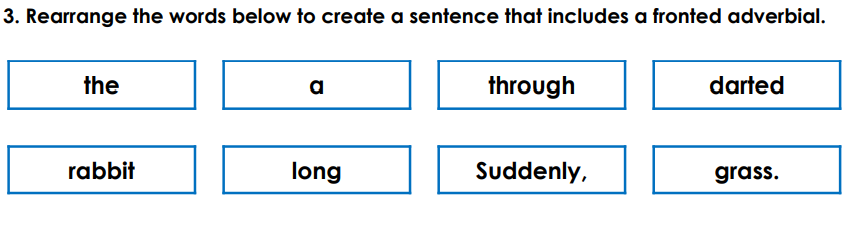 3. Rearrange the words below to create a sentence that includes a fronted adverbial.
the a through darted
rabbit long Suddenly, grass.